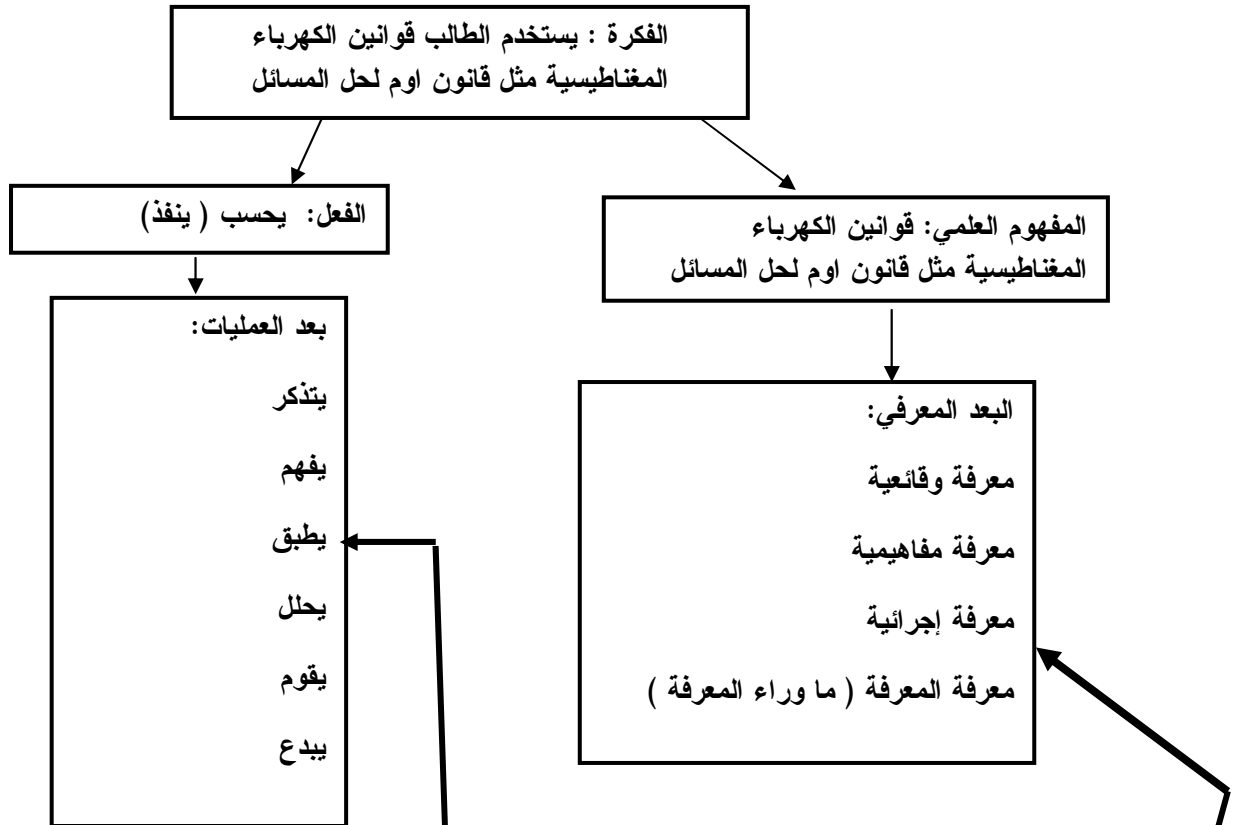 الفكرة : يستخدم الطالب قوانين الكهرباء
المغناطيسية مثل قانون اوم لحل المسائل
المفهوم العلمي: قوانين الكهرباء
المغناطيسية مثل قانون اوم لحل المسائل
البعد المعرفي:
معرفة وقائعية
معرفة مفاهيمية
معرفة إجرائية
معرفة المعرفة ( ما وراء المعرفة )
الفعل: يحسب ( ينفذ)
بعد العمليات:
يتذكر
يفهم
يطبق
يحلل
يقوم
يبدع